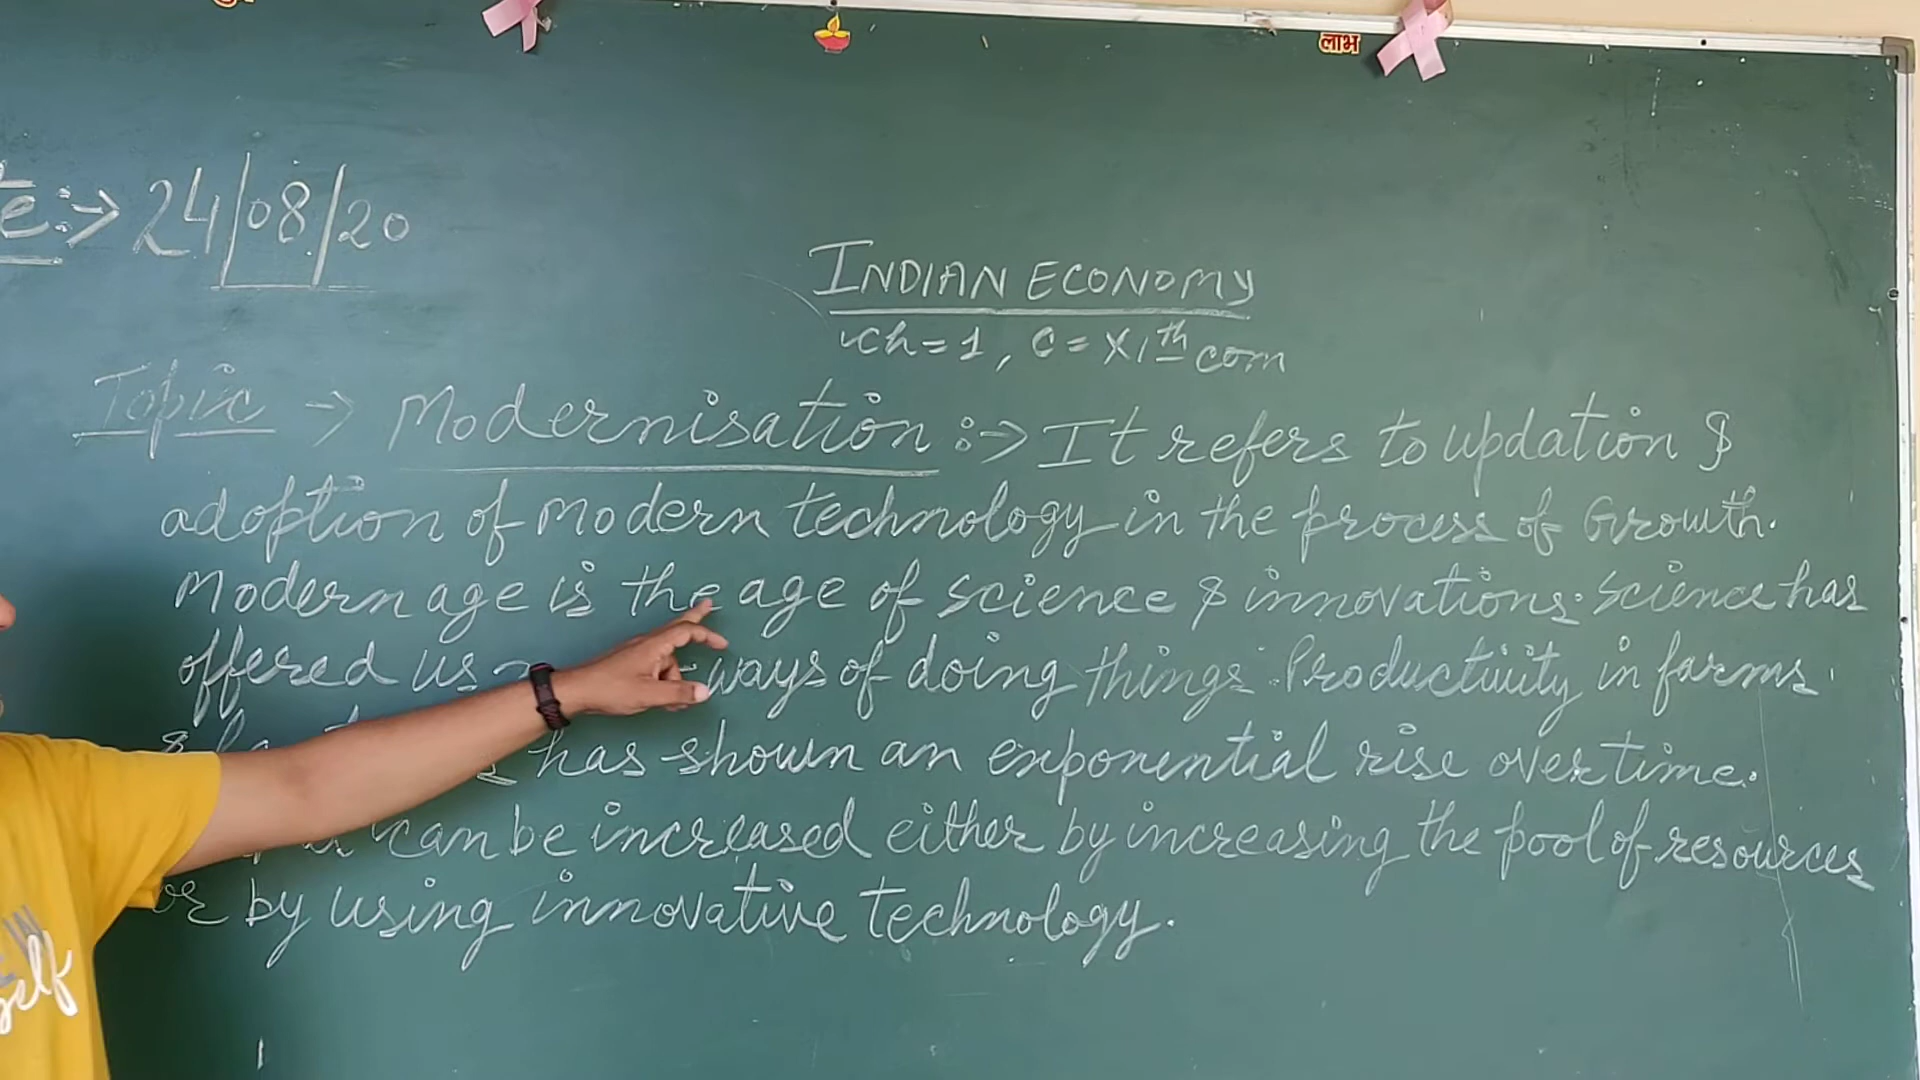 लाभ
te:-> 24/08/20
INDIAN ECONOMY
Ch=1, C=XIth com
Topic -> Modernisation :-> It refers to updation &
adoption of modern technology in the process of Growth.
Modern age is the age of science & innovations. Science has
offered us ways of doing things. Productivity in farms
& has shown an exponential rise over time.
can be increased either by increasing the pool of resources
or by using innovative technology.
self